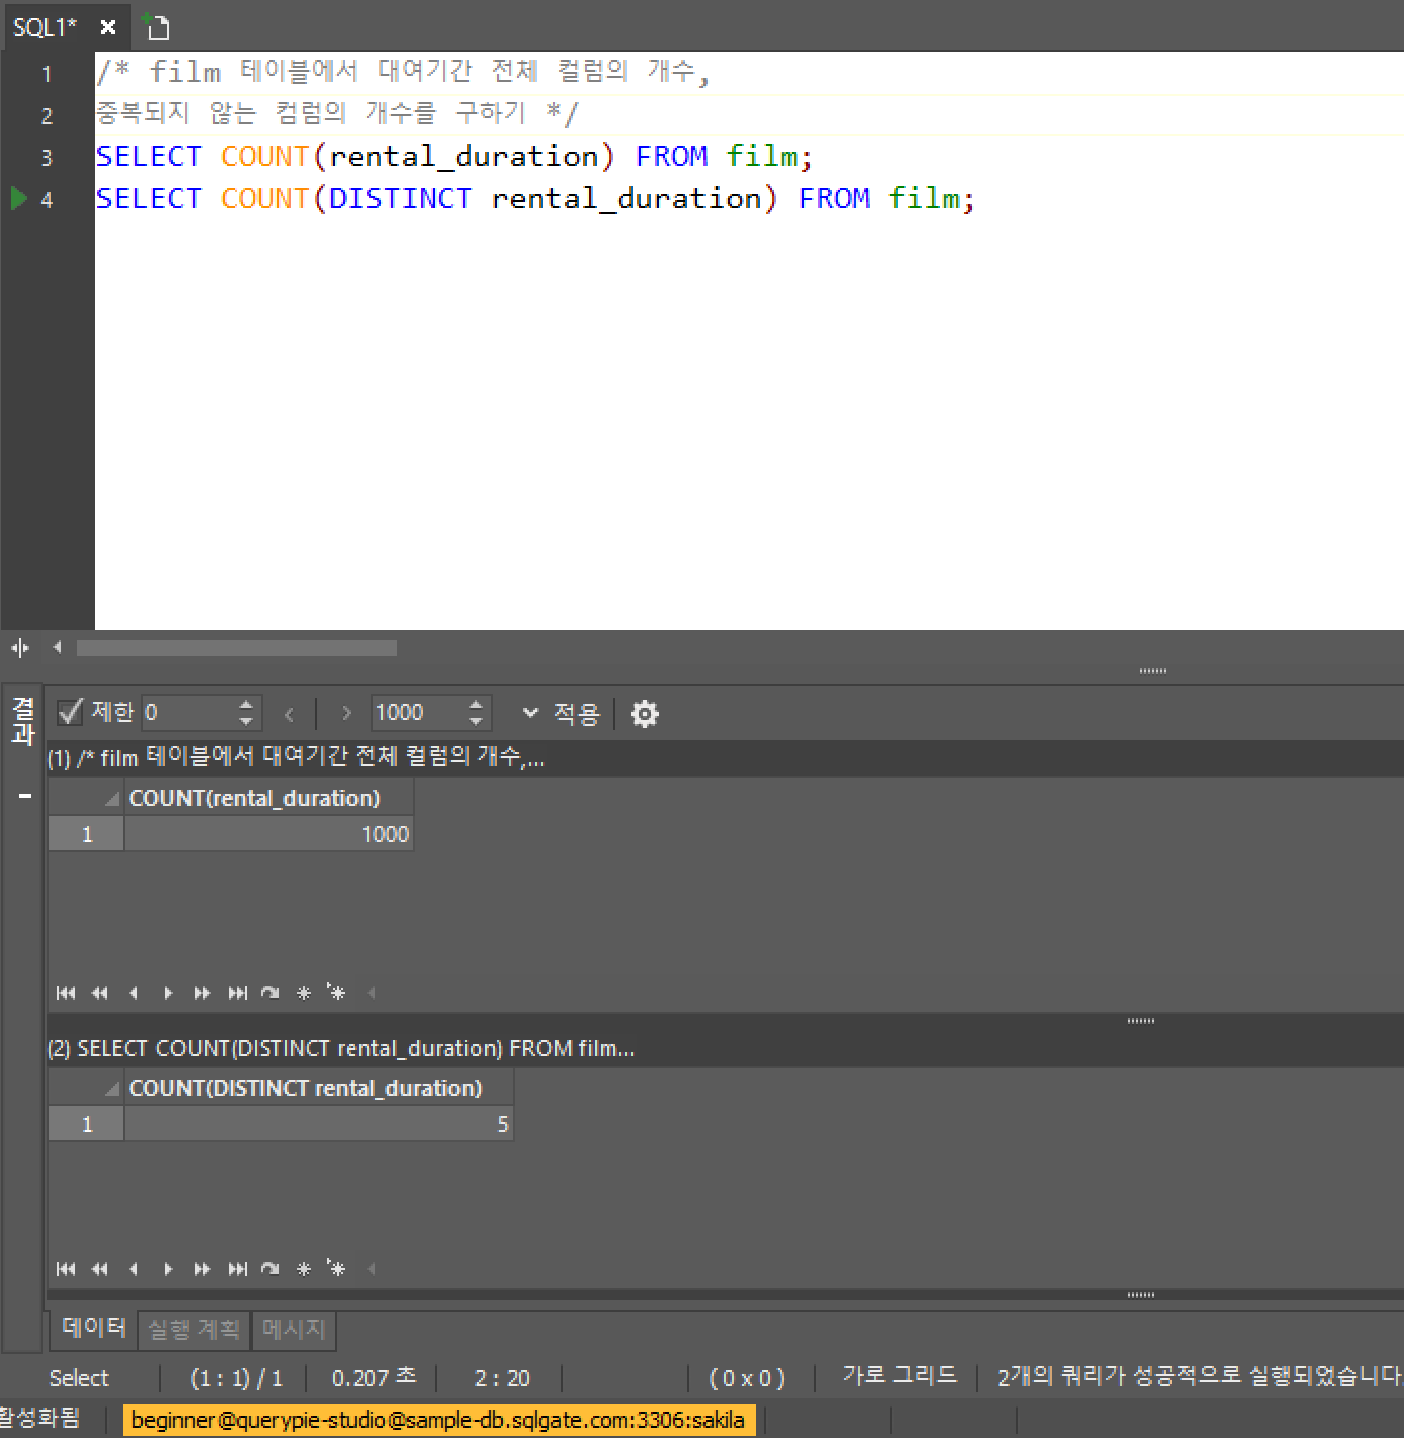 SQL1*
1 /* film 테이블에서 대여기간 전체 컬럼의 개수,
2 중복되지 않는 컴럼의 개수를 구하기 */
3 SELECT COUNT(rental_duration) FROM film;
4 SELECT COUNT(DISTINCT rental_duration) FROM film;
결과
제한 0 1000 적용
(1) /* film 테이블에서 대여기간 전체 컬럼의 개수,...
COUNT(rental_duration)
1 1000
(2) SELECT COUNT(DISTINCT rental_duration) FROM film...
COUNT(DISTINCT rental_duration)
1 5
데이터 실행 계획 메시지
Select (1 : 1) / 1 0.207 초 2 : 20 ( 0 x 0 ) 가로 그리드 2개의 쿼리가 성공적으로 실행되었습니다.
활성화됨 beginner@querypie-studio@sample-db.sqlgate.com:3306:sakila